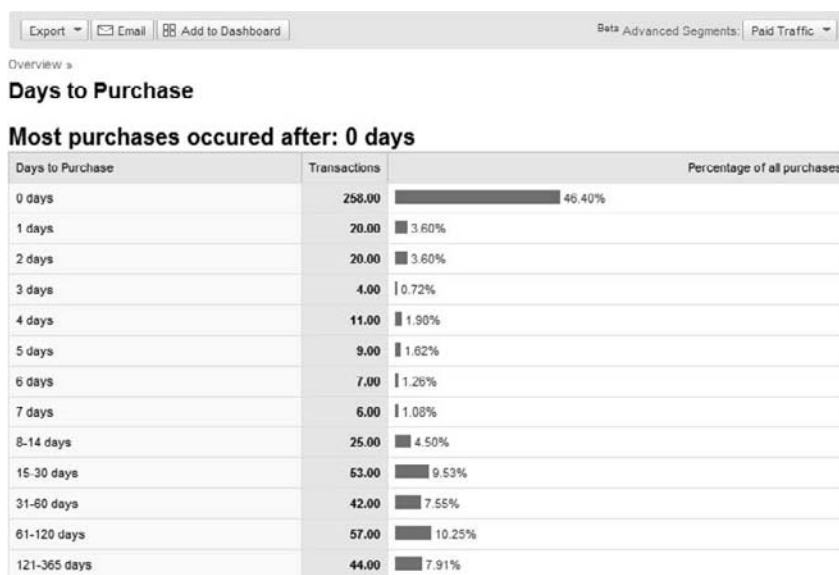 Export Email Add to Dashboard Beta Advanced Segments: Paid Traffic
Overview »
Days to Purchase
Most purchases occured after: 0 days
Days to Purchase Transactions Percentage of all purchases
0 days 258.00 46.40%
1 days 20.00 3.60%
2 days 20.00 3.60%
3 days 4.00 0.72%
4 days 11.00 1.98%
5 days 9.00 1.62%
6 days 7.00 1.26%
7 days 6.00 1.08%
8-14 days 25.00 4.50%
15-30 days 53.00 9.53%
31-60 days 42.00 7.55%
61-120 days 57.00 10.25%
121-365 days 44.00 7.91%